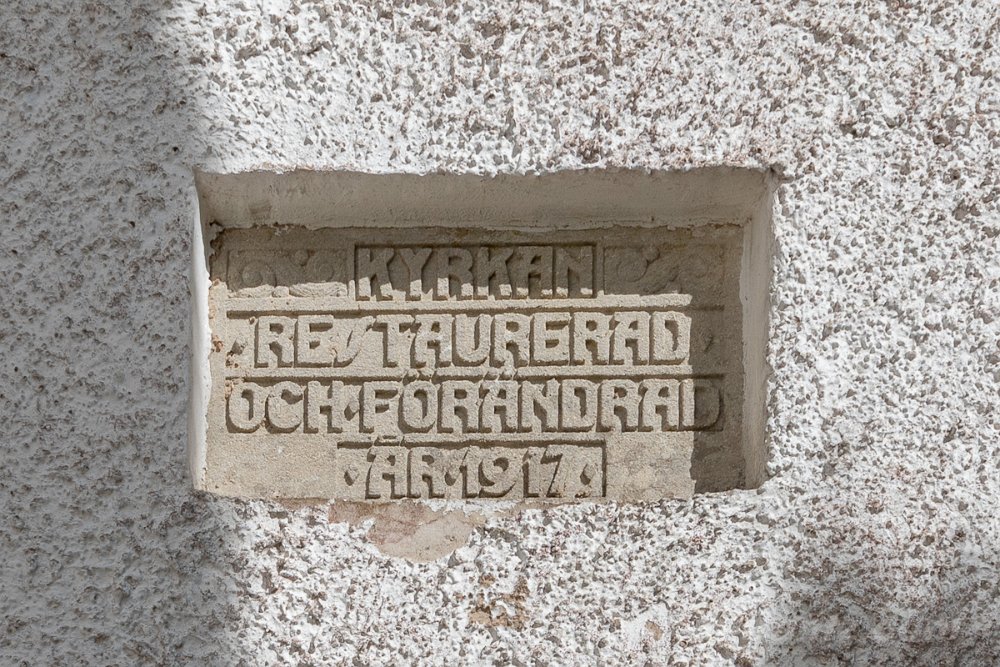 KYRKAN
RESTAURERAD
OCH·FÖRÄNDRAD
·ÅR·1917·